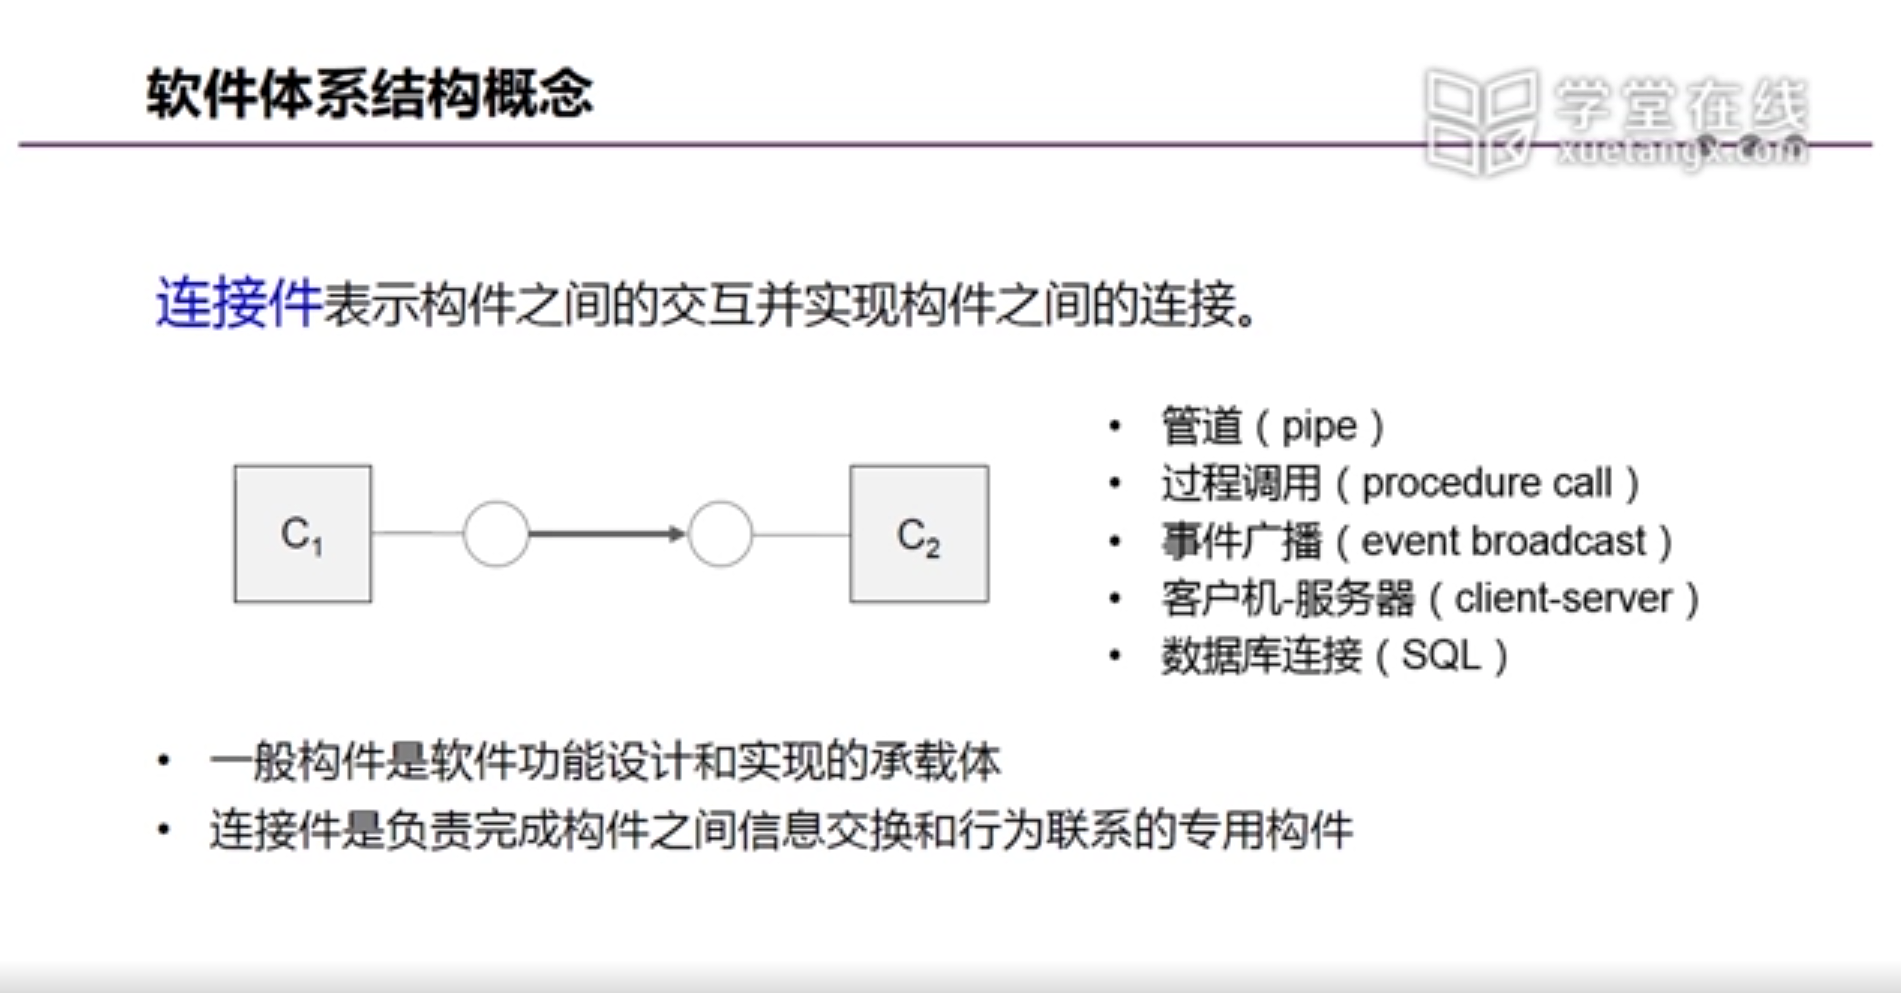 软件体系结构概念
学堂在线
xuetangx.com
连接件表示构件之间的交互并实现构件之间的连接。
C₁
C₂
• 管道（pipe）
• 过程调用（procedure call）
• 事件广播（event broadcast）
• 客户机-服务器（client-server）
• 数据库连接（SQL）
• 一般构件是软件功能设计和实现的承载体
• 连接件是负责完成构件之间信息交换和行为联系的专用构件